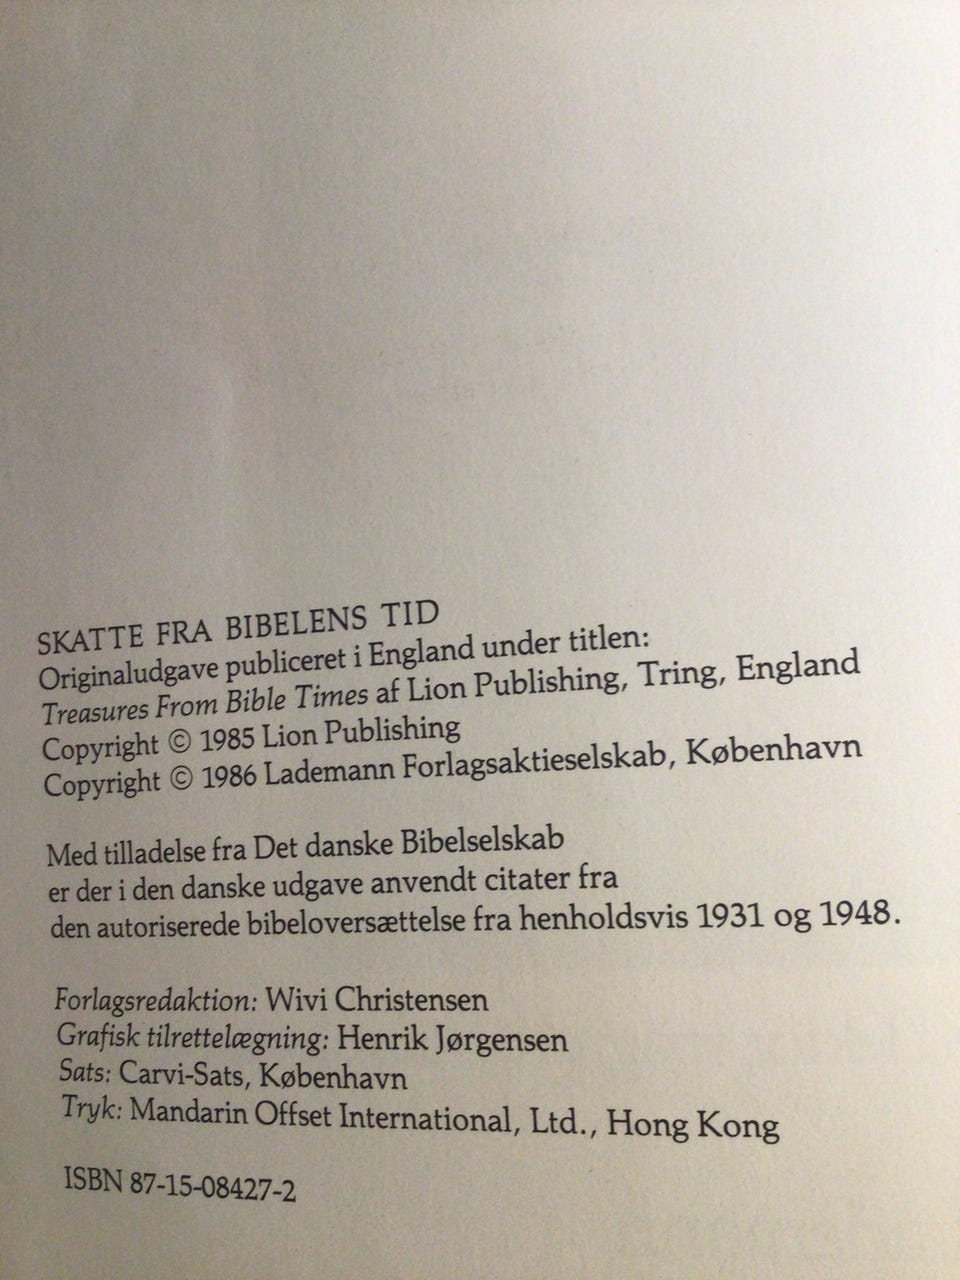 SKATTE FRA BIBELENS TID
Originaludgave publiceret i England under titlen:
Treasures From Bible Times af Lion Publishing, Tring, England
Copyright © 1985 Lion Publishing
Copyright © 1986 Lademann Forlagsaktieselskab, København
Med tilladelse fra Det danske Bibelselskab
er der i den danske udgave anvendt citater fra
den autoriserede bibeloversættelse fra henholdsvis 1931 og 1948.
Forlagsredaktion: Wivi Christensen
Grafisk tilrettelægning: Henrik Jørgensen
Sats: Carvi-Sats, København
Tryk: Mandarin Offset International, Ltd., Hong Kong
ISBN 87-15-08427-2